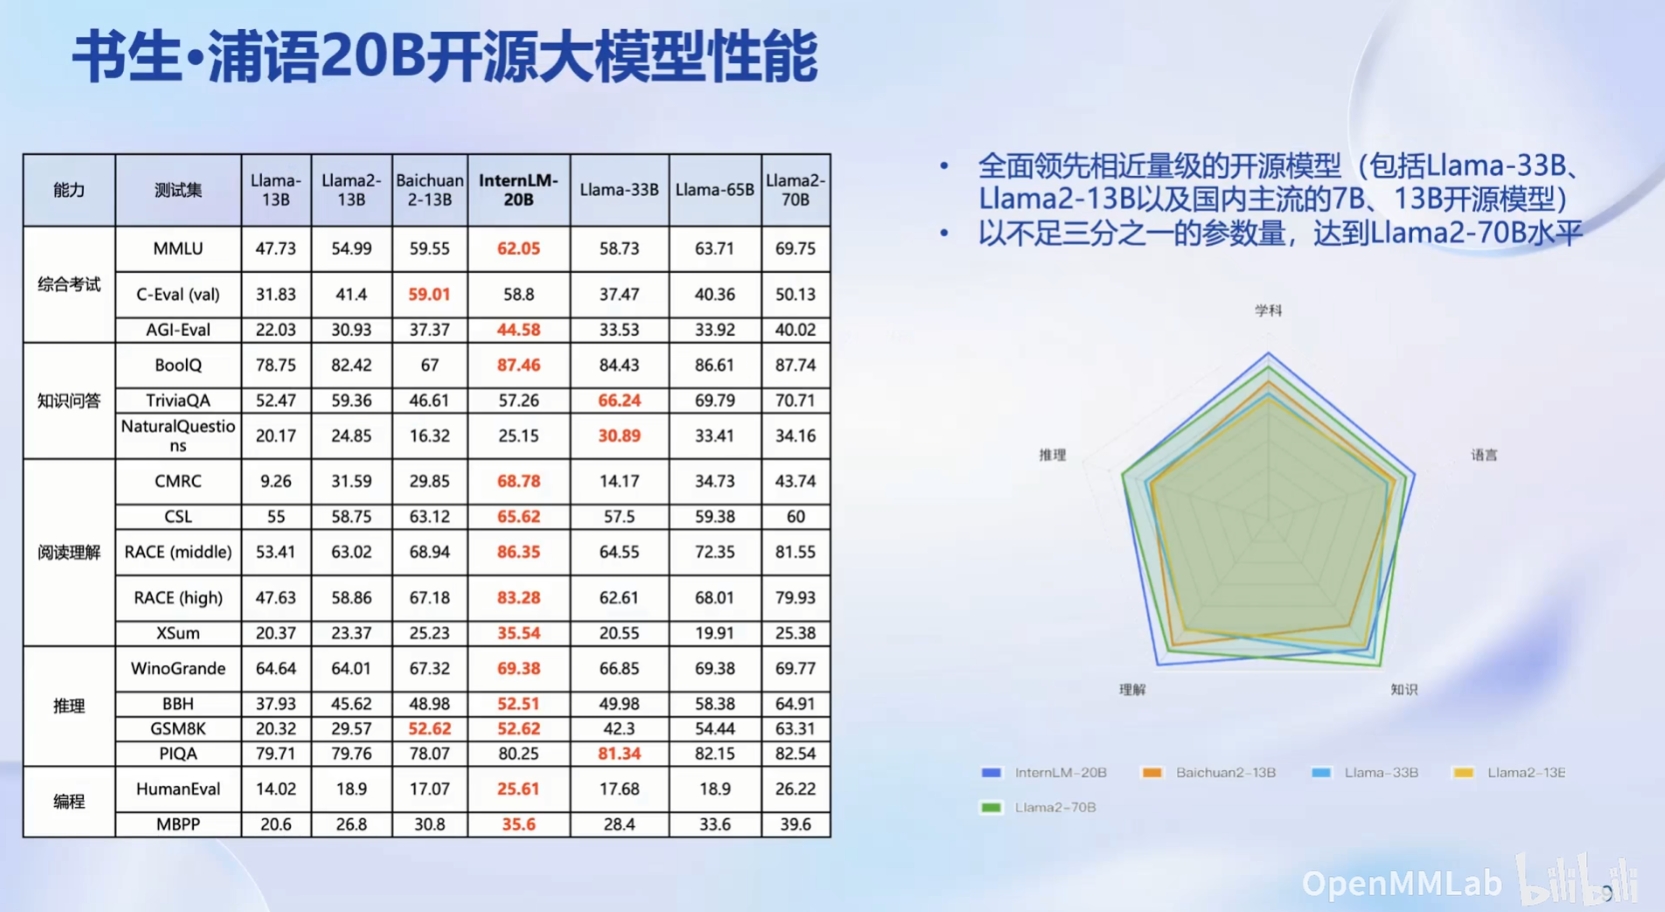 书生·浦语20B开源大模型性能
能力 测试集 Llama-13B Llama2-13B Baichuan2-13B InternLM-20B Llama-33B Llama-65B Llama2-70B
综合考试 MMLU 47.73 54.99 59.55 62.05 58.73 63.71 69.75
C-Eval (val) 31.83 41.4 59.01 58.8 37.47 40.36 50.13
AGI-Eval 22.03 30.93 37.37 44.58 33.53 33.92 40.02
知识问答 BoolQ 78.75 82.42 67 87.46 84.43 86.61 87.74
TriviaQA 52.47 59.36 46.61 57.26 66.24 69.79 70.71
NaturalQuestions 20.17 24.85 16.32 25.15 30.89 33.41 34.16
阅读理解 CMRC 9.26 31.59 29.85 68.78 14.17 34.73 43.74
CSL 55 58.75 63.12 65.62 57.5 59.38 60
RACE (middle) 53.41 63.02 68.94 86.35 64.55 72.35 81.55
RACE (high) 47.63 58.86 67.18 83.28 62.61 68.01 79.93
XSum 20.37 23.37 25.23 35.54 20.55 19.91 25.38
推理 WinoGrande 64.64 64.01 67.32 69.38 66.85 69.38 69.77
BBH 37.93 45.62 48.98 52.51 49.98 58.38 64.91
GSM8K 20.32 29.57 52.62 52.62 42.3 54.44 63.31
PIQA 79.71 79.76 78.07 80.25 81.34 82.15 82.54
编程 HumanEval 14.02 18.9 17.07 25.61 17.68 18.9 26.22
MBPP 20.6 26.8 30.8 35.6 28.4 33.6 39.6
• 全面领先相近量级的开源模型（包括Llama-33B、
Llama2-13B以及国内主流的7B、13B开源模型）
• 以不足三分之一的参数量，达到Llama2-70B水平
学科
推理
语言
理解
知识
InternLM-20B Baichuan2-13B Llama-33B Llama2-13B
Llama2-70B
OpenMMLab bilibili
9